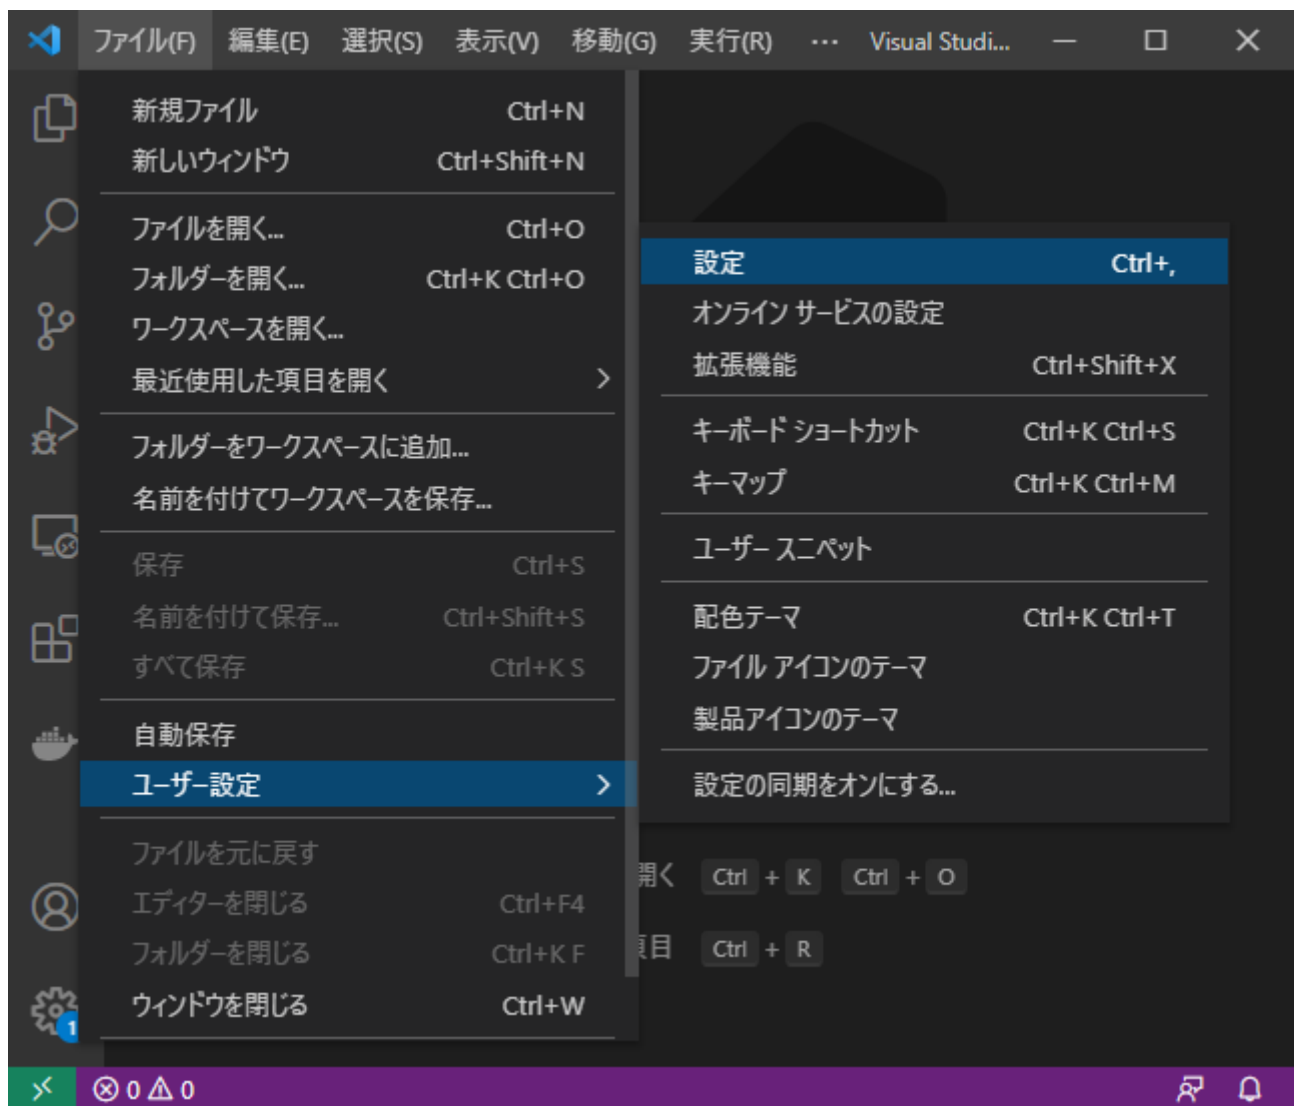 ファイル(F) 編集(E) 選択(S) 表示(V) 移動(G) 実行(R) ··· Visual Studi...
新規ファイル Ctrl+N
新しいウィンドウ Ctrl+Shift+N
ファイルを開く... Ctrl+O
フォルダーを開く... Ctrl+K Ctrl+O
ワークスペースを開く...
最近使用した項目を開く
フォルダーをワークスペースに追加...
名前を付けてワークスペースを保存...
保存 Ctrl+S
名前を付けて保存... Ctrl+Shift+S
すべて保存 Ctrl+K S
自動保存
ユーザー設定
ファイルを元に戻す
エディターを閉じる Ctrl+F4
フォルダーを閉じる Ctrl+K F
ウィンドウを閉じる Ctrl+W
設定 Ctrl+,
オンライン サービスの設定
拡張機能 Ctrl+Shift+X
キーボード ショートカット Ctrl+K Ctrl+S
キーマップ Ctrl+K Ctrl+M
ユーザー スニペット
配色テーマ Ctrl+K Ctrl+T
ファイル アイコンのテーマ
製品アイコンのテーマ
設定の同期をオンにする...
開く Ctrl + K Ctrl + O
項目 Ctrl + R
1
0 0